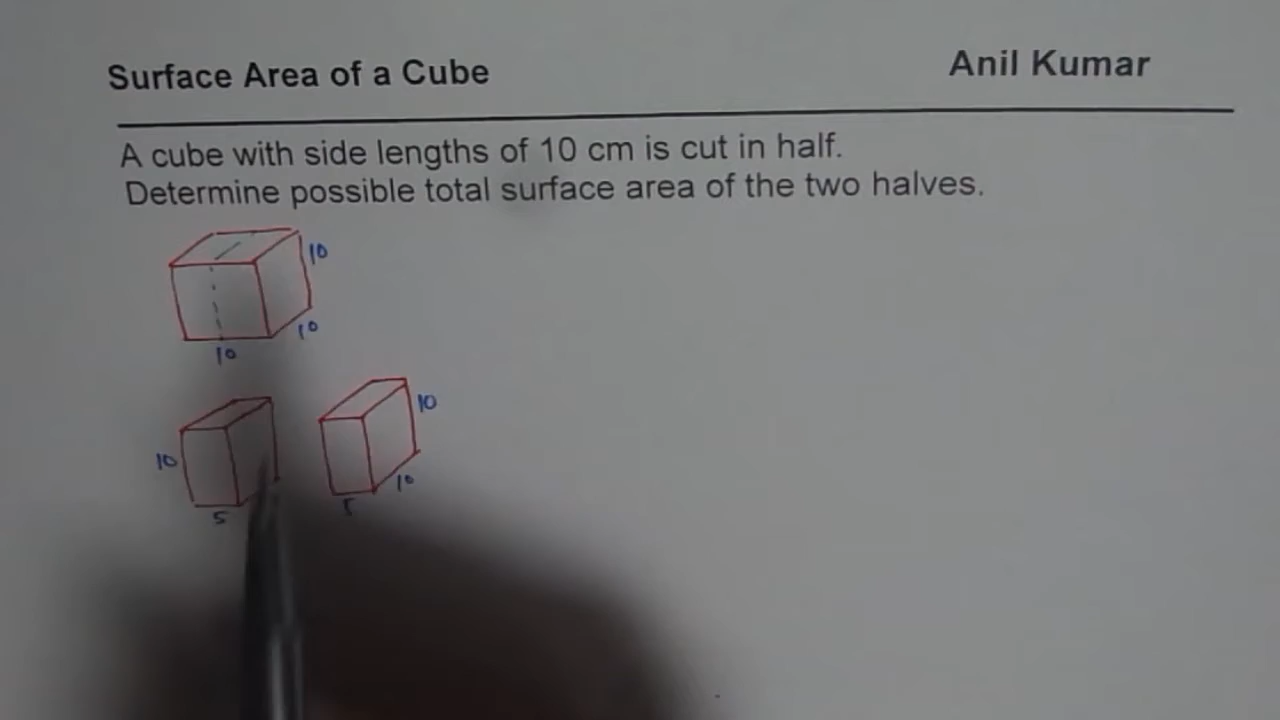 Surface Area of a Cube
Anil Kumar
A cube with side lengths of 10 cm is cut in half.
Determine possible total surface area of the two halves.
10
10
10
10
10
10
5
5